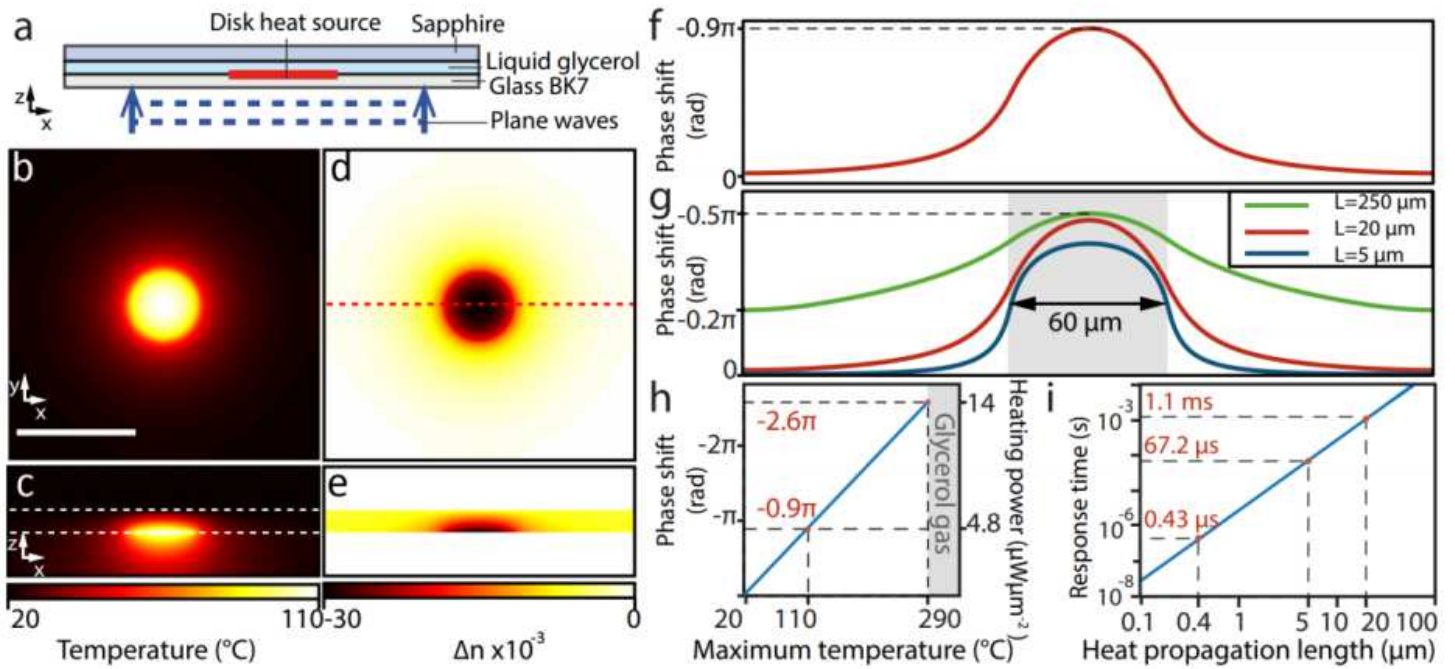 a
Disk heat source
Sapphire
Liquid glycerol
Glass BK7
Plane waves
z
x
b
y
x
c
z
x
20
110
Temperature (°C)
d
e
-30
0
Δn x10⁻³
f
-0.9π
Phase shift
(rad)
0
g
-0.5π
-0.2π
0
Phase shift
(rad)
L=250 µm
L=20 µm
L=5 µm
60 µm
h
-2.6π
-0.9π
-2π
-π
Phase shift
(rad)
Glycerol gas
14
4.8
Heating power (µWµm⁻²)
20
110
290
Maximum temperature (°C)
i
1.1 ms
67.2 µs
0.43 µs
10⁻³
10⁻⁶
10⁻⁸
Response time (s)
0.1
0.4
1
5
10
20
100
Heat propagation length (µm)